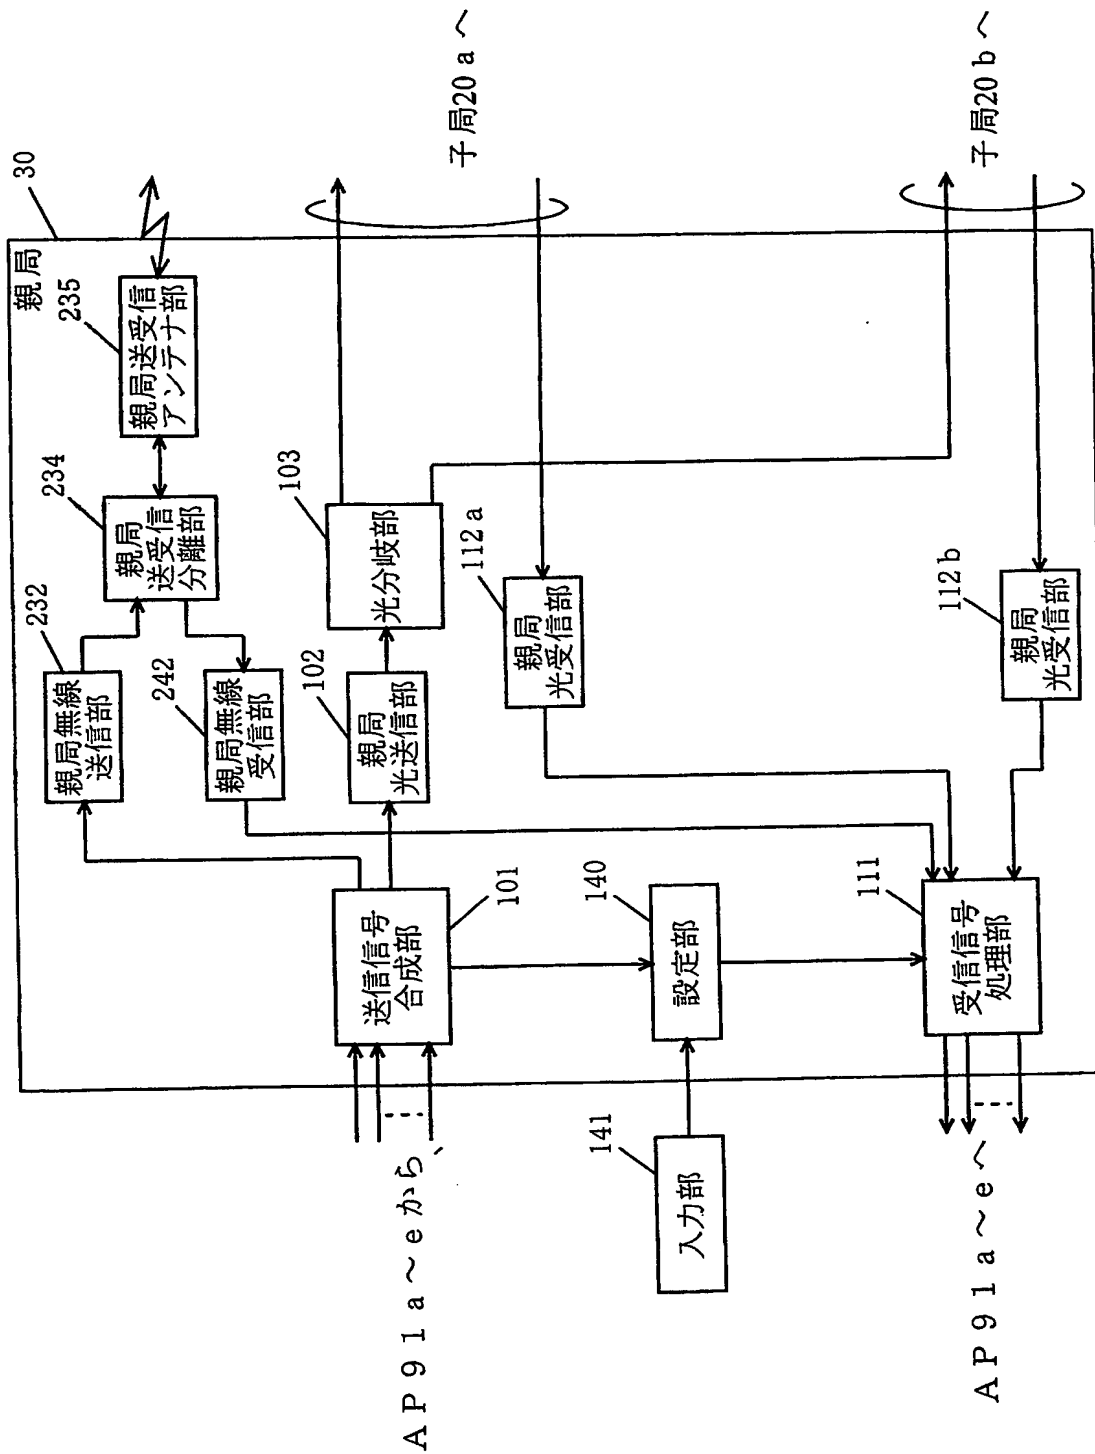 親局
30
親局無線
送信部
232
親局
送受信
分離部
234
親局送受信
アンテナ部
235
親局無線
受信部
242
AP91a～eから
送信信号
合成部
101
親局
光送信部
102
光分岐部
103
子局20aへ
親局
光受信部
112a
入力部
141
設定部
140
AP91a～eへ
受信信号
処理部
111
親局
光受信部
112b
子局20bへ